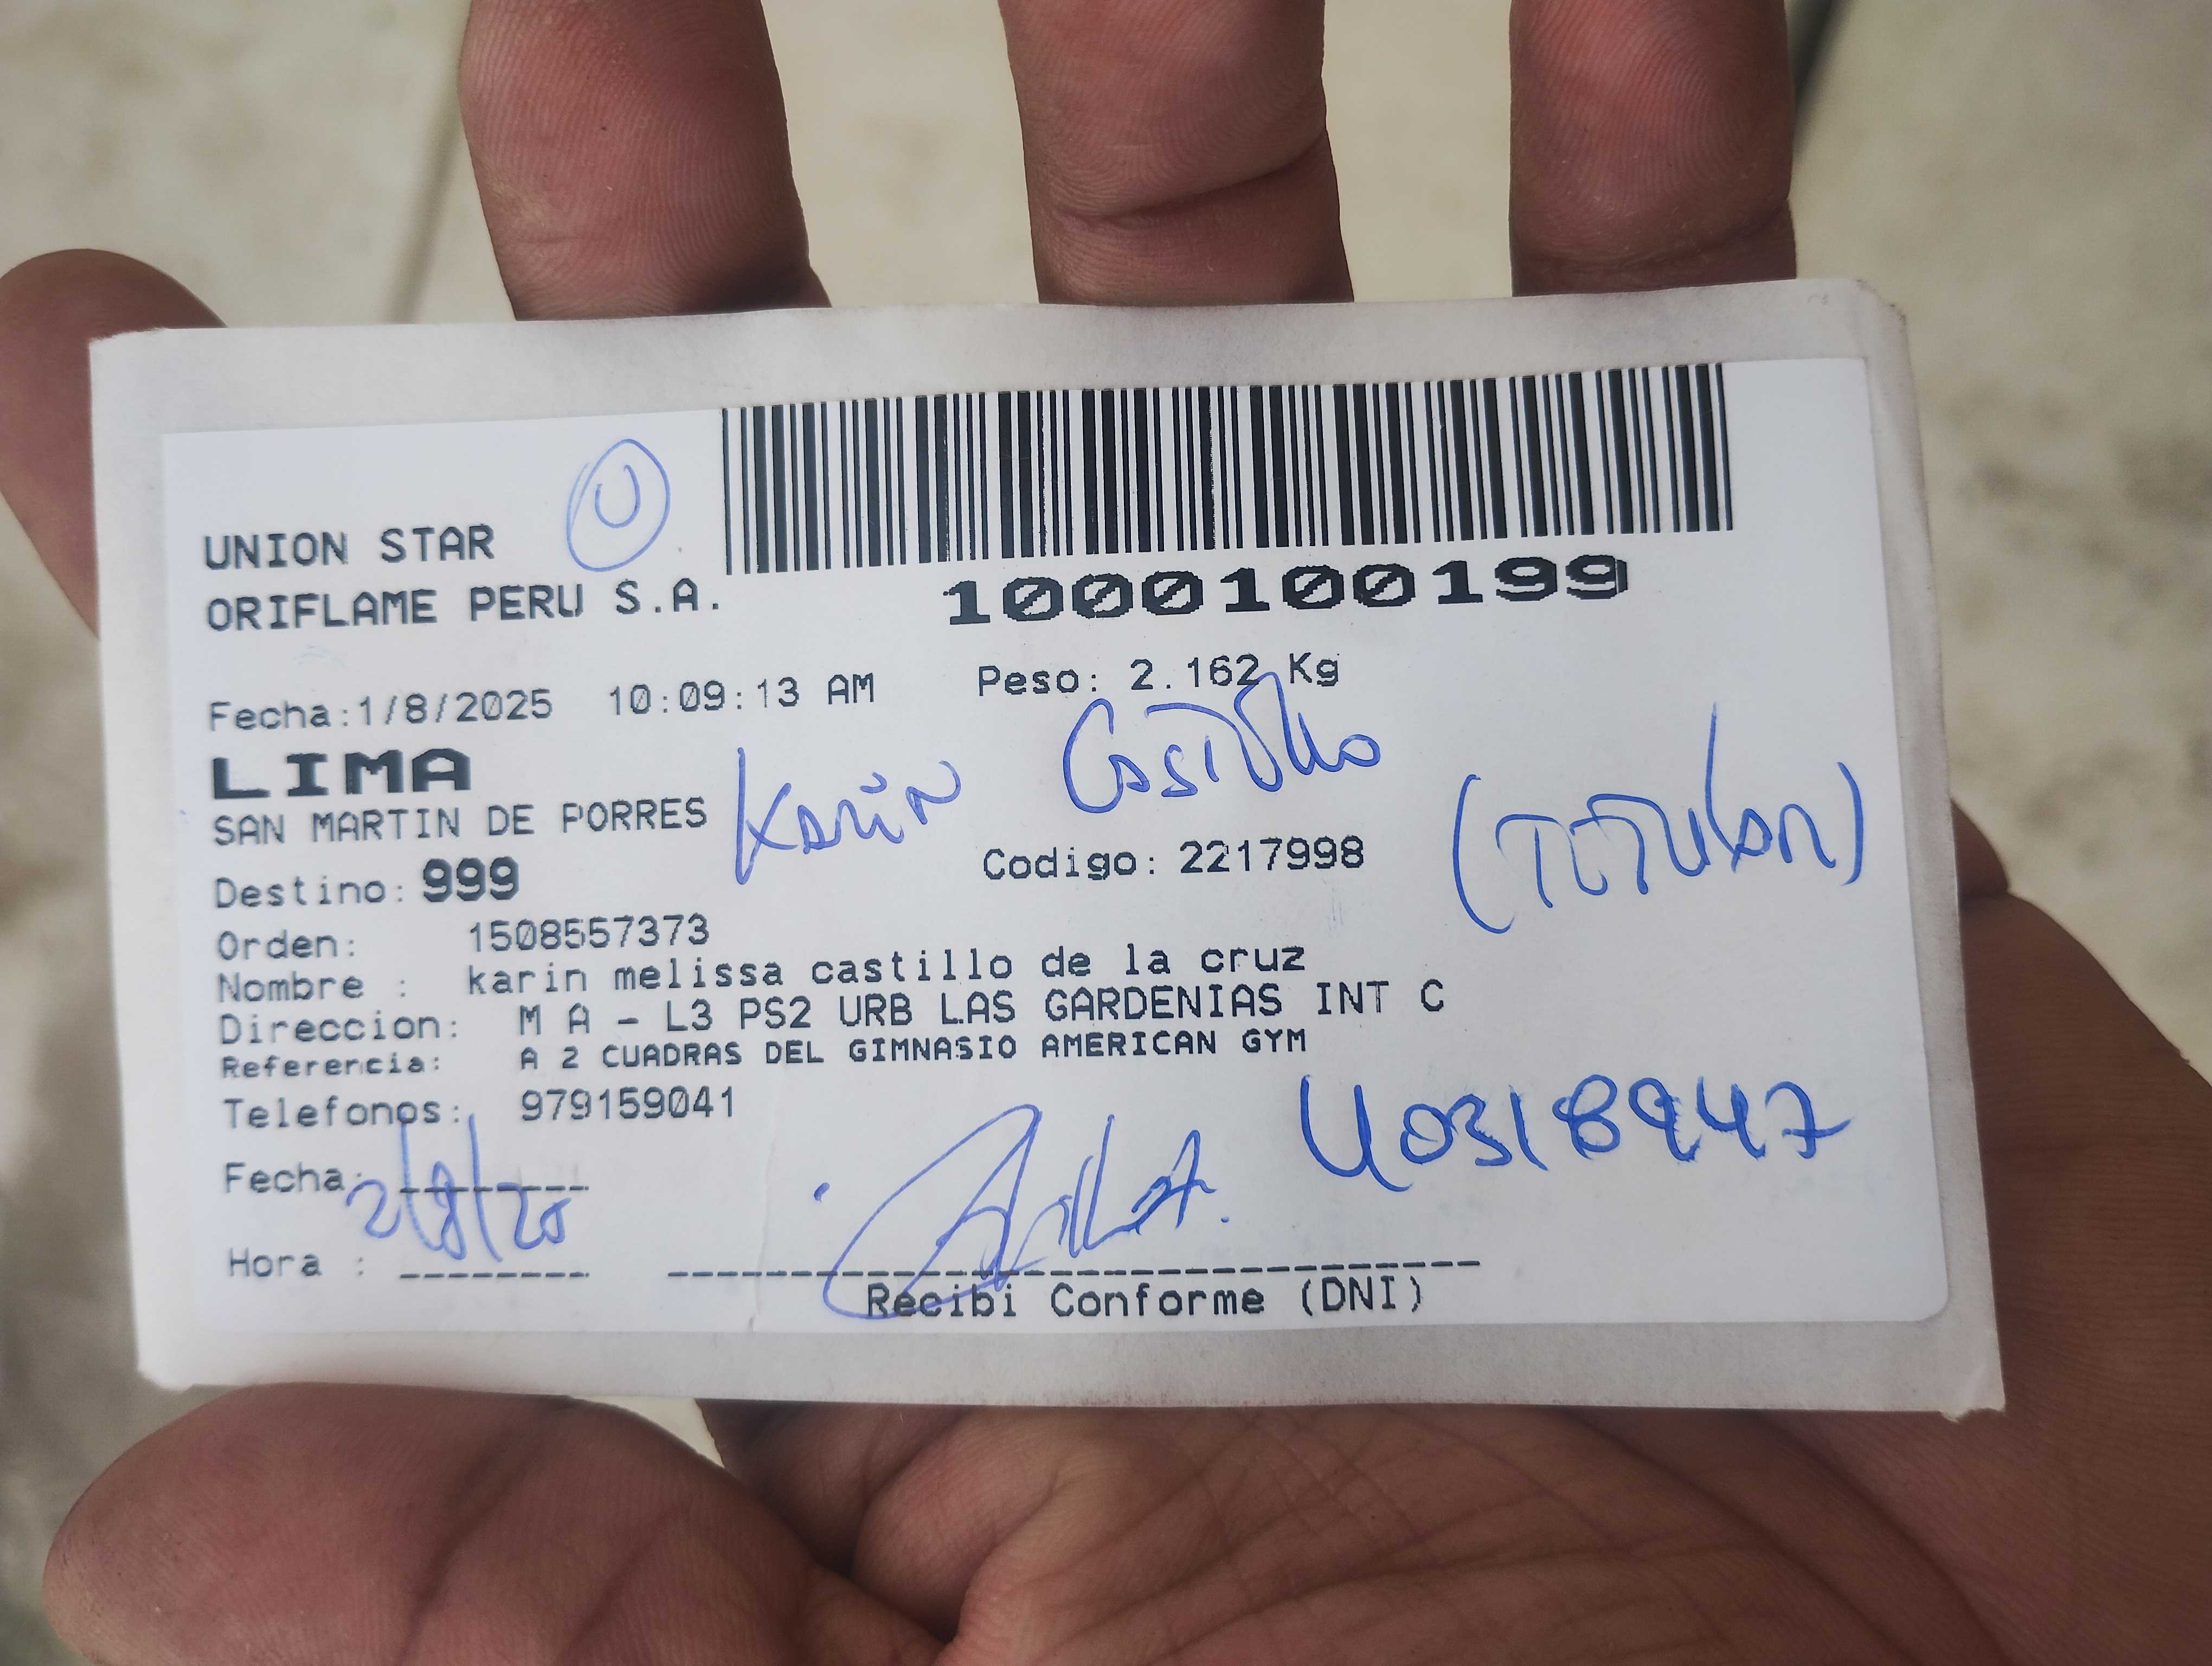 U
UNION STAR
ORIFLAME PERU S.A.
1000100199
Fecha:1/8/2025 10:09:13 AM Peso: 2.162 Kg
LIMA
Karin Castillo
SAN MARTIN DE PORRES
(Titular)
Destino: 999 Codigo: 2217998
Orden: 1508557373
Nombre : karin melissa castillo de la cruz
Direccion: M A - L3 PS2 URB LAS GARDENIAS INT C
Referencia: A 2 CUADRAS DEL GIMNASIO AMERICAN GYM
Telefonos: 979159041
40318947
Fecha: 2/8/25
Hora :
Recibi Conforme (DNI)